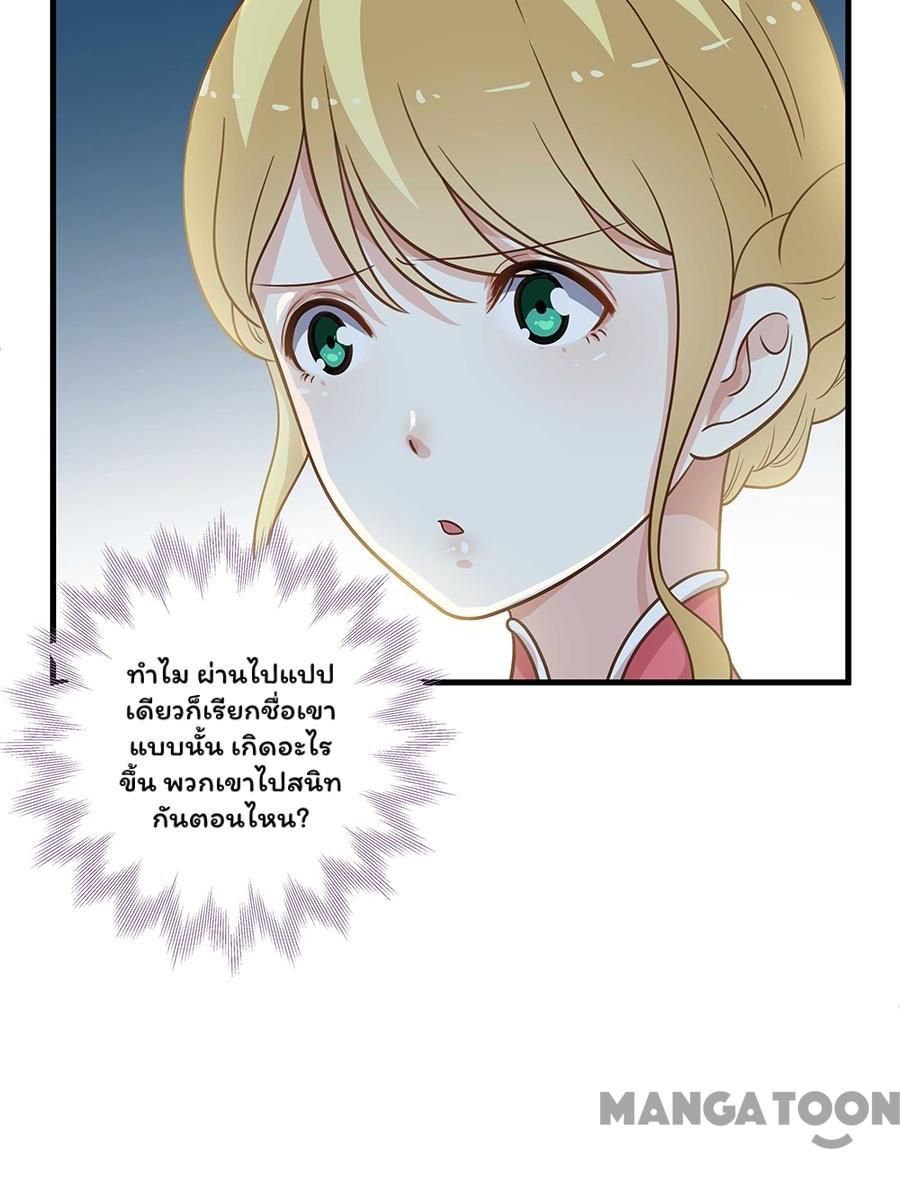 ทำไม ผ่านไปแปป
เดียวก็เรียกชื่อเขา
แบบนั้น เกิดอะไร
ขึ้น พวกเขาไปสนิท
กันตอนไหน?
MANGATOON